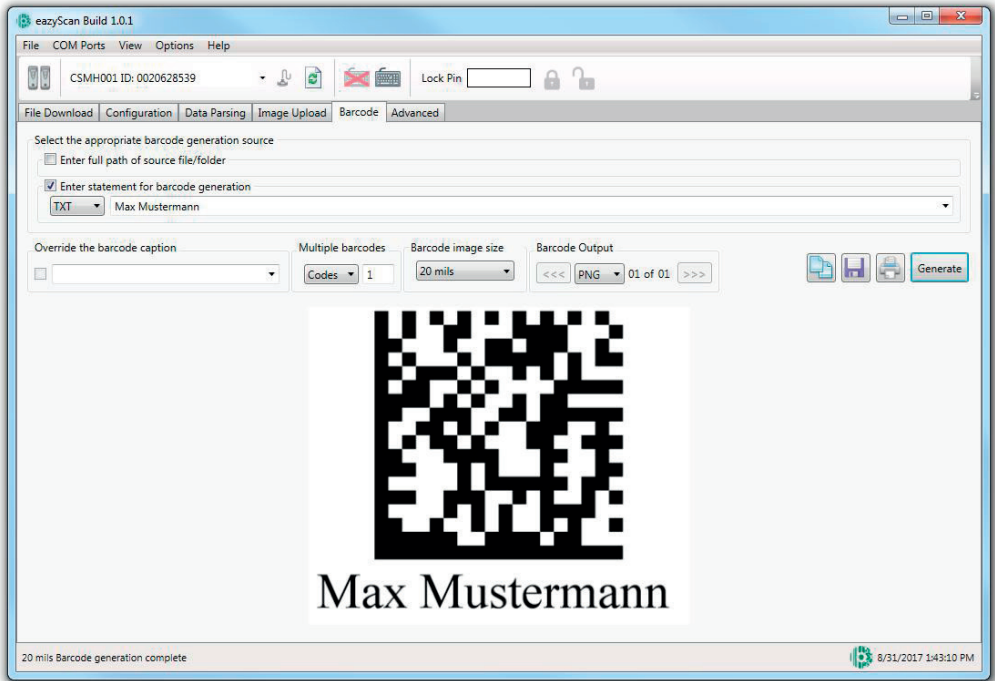 eazyScan Build 1.0.1
File COM Ports View Options Help
CSMH001 ID: 0020628539 Lock Pin
File Download Configuration Data Parsing Image Upload Barcode Advanced
Select the appropriate barcode generation source
Enter full path of source file/folder
Enter statement for barcode generation
TXT Max Mustermann
Override the barcode caption Multiple barcodes Barcode image size Barcode Output
Codes 1 20 mils <<< PNG 01 of 01 >>> Generate
Max Mustermann
20 mils Barcode generation complete 8/31/2017 1:43:10 PM